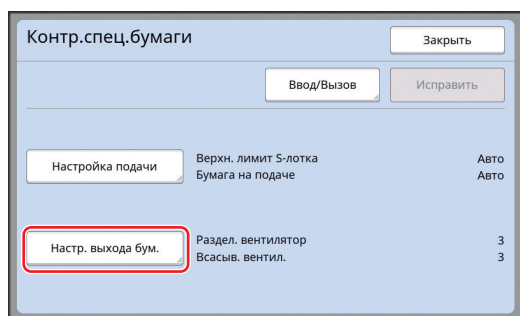 Контр.спец.бумаги
Закрыть
Ввод/Вызов
Исправить
Настройка подачи
Верхн. лимит S-лотка Авто
Бумага на подаче Авто
Настр. выхода бум.
Раздел. вентилятор 3
Всасыв. вентил. 3